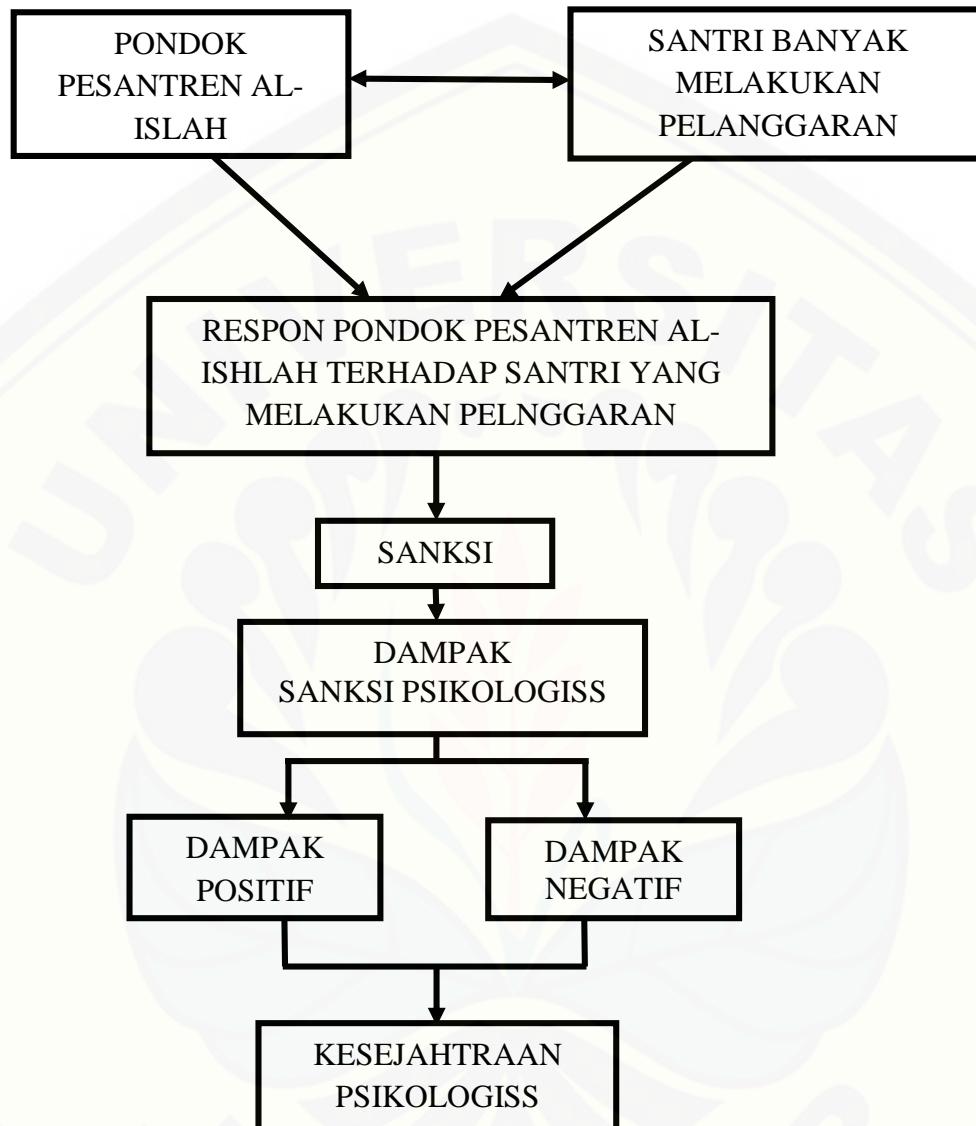 PONDOK
PESANTREN AL-
ISLAH
SANTRI BANYAK
MELAKUKAN
PELANGGARAN
RESPON PONDOK PESANTREN AL-
ISHLAH TERHADAP SANTRI YANG
MELAKUKAN PELNGGARAN
SANKSI
DAMPAK
SANKSI PSIKOLOGISS
DAMPAK
POSITIF
DAMPAK
NEGATIF
KESEJAHTRAAN
PSIKOLOGISS
UNIVERSITAS